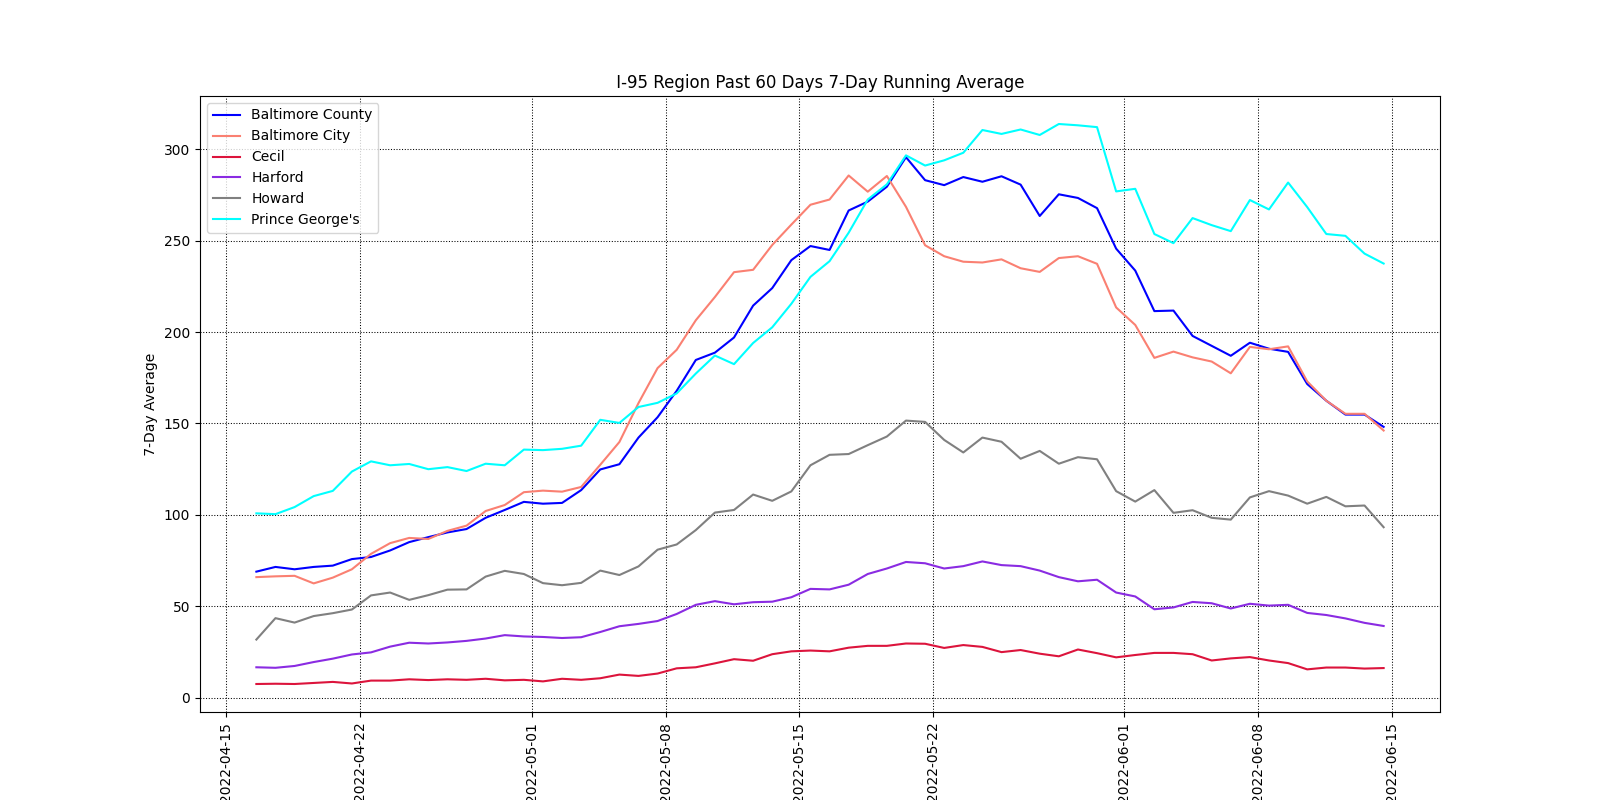 I-95 Region Past 60 Days 7-Day Running Average
Baltimore County
Baltimore City
Cecil
Harford
Howard
Prince George's
300
250
200
150
100
50
0
7-Day Average
2022-04-15
2022-04-22
2022-05-01
2022-05-08
2022-05-15
2022-05-22
2022-06-01
2022-06-08
2022-06-15